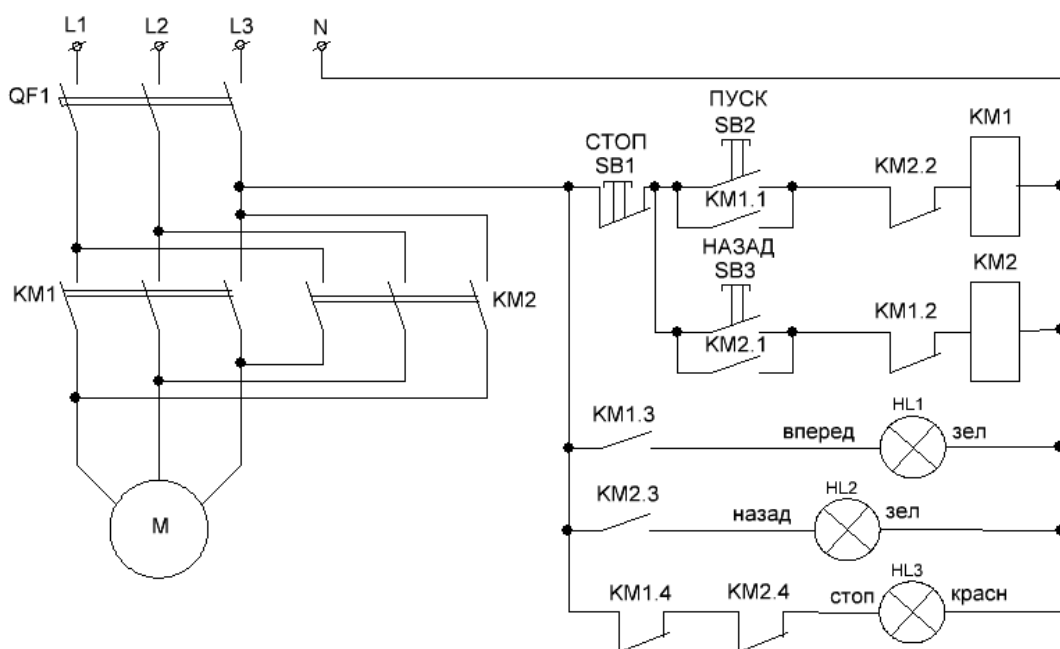 L1 L2 L3 N
QF1
ПУСК
SB2
KM1
СТОП
SB1
KM2.2
KM1.1
НАЗАД
SB3
KM2
KM1 KM2
KM1.2
KM2.1
KM1.3 вперед HL1 зел
KM2.3 назад HL2 зел
M
KM1.4 KM2.4 стоп HL3 красн